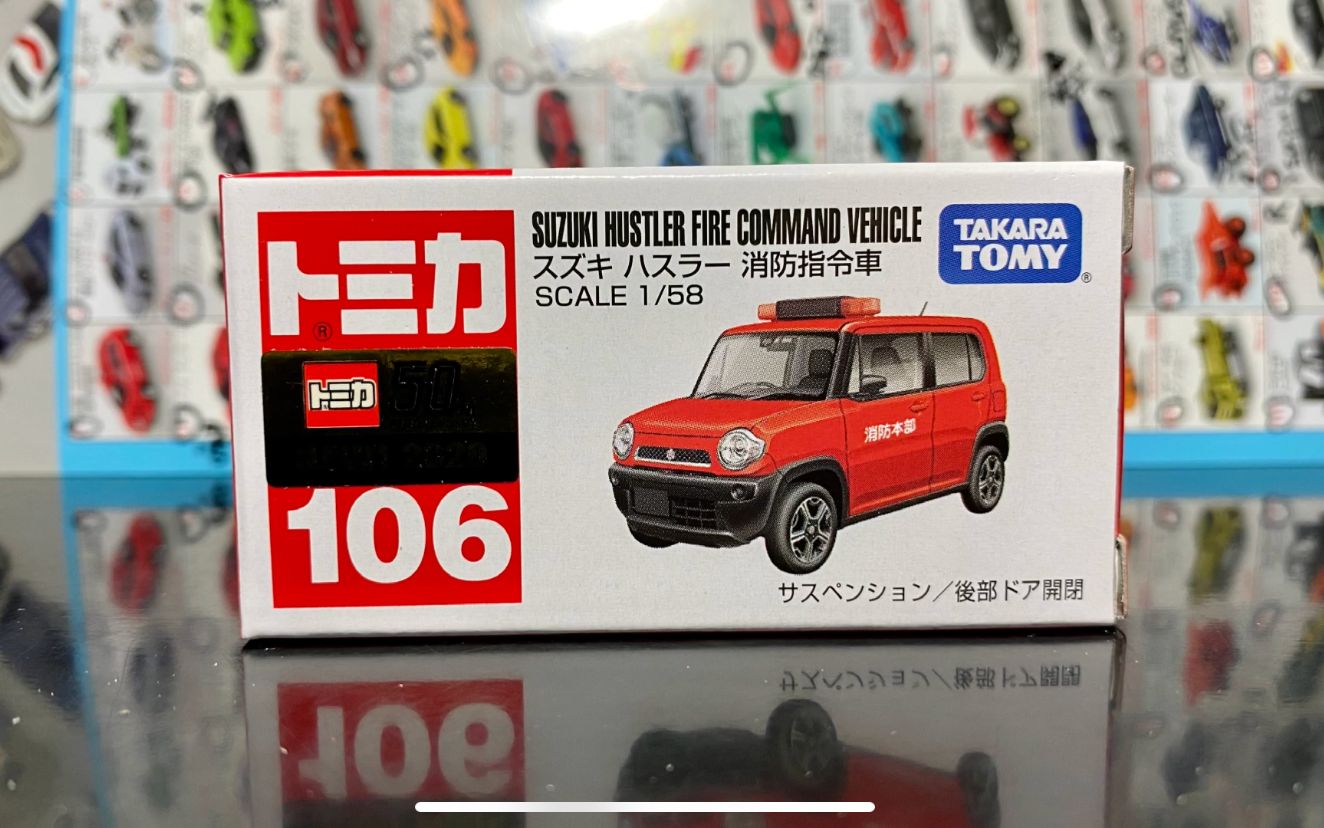 トミカ
®
トミカ
50
106
SUZUKI HUSTLER FIRE COMMAND VEHICLE
スズキ ハスラー 消防指令車
SCALE 1/58
TAKARA
TOMY
®
消防本部
サスペンション／後部ドア開閉